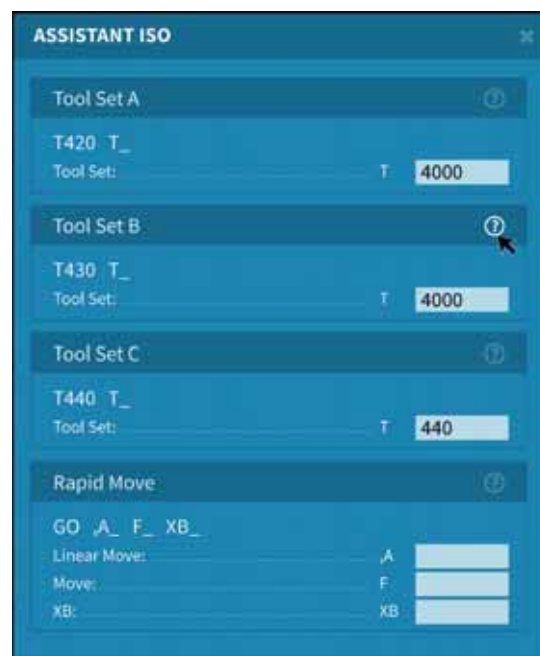 ASSISTANT ISO ×
Tool Set A ?
T420 T_
Tool Set: T 4000
Tool Set B ?
T430 T_
Tool Set: T 4000
Tool Set C ?
T440 T_
Tool Set: T 440
Rapid Move ?
GO ,A_ F_ XB_
Linear Move: ,A
Move: F
XB: XB